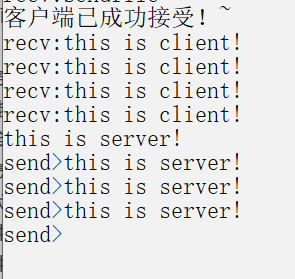 客户端已成功接受！~
recv:this is client!
recv:this is client!
recv:this is client!
recv:this is client!
this is server!
send>this is server!
send>this is server!
send>this is server!
send>